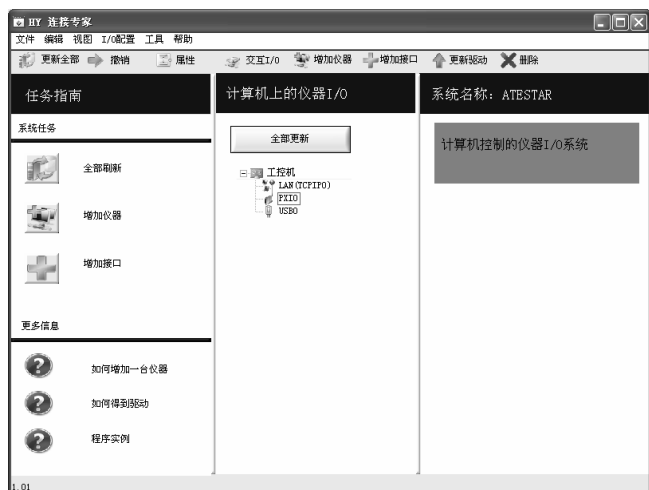 HY 连接专家
文件 编辑 视图 I/O配置 工具 帮助
更新全部 撤销 属性 交互I/O 增加仪器 增加接口 更新驱动 删除
任务指南
系统任务
全部刷新
增加仪器
增加接口
更多信息
如何增加一台仪器
如何得到驱动
程序实例
计算机上的仪器I/O
全部更新
工控机
LAN(TCPIP0)
PXI0
USB0
系统名称: ATESTAR
计算机控制的仪器I/O系统
1.01